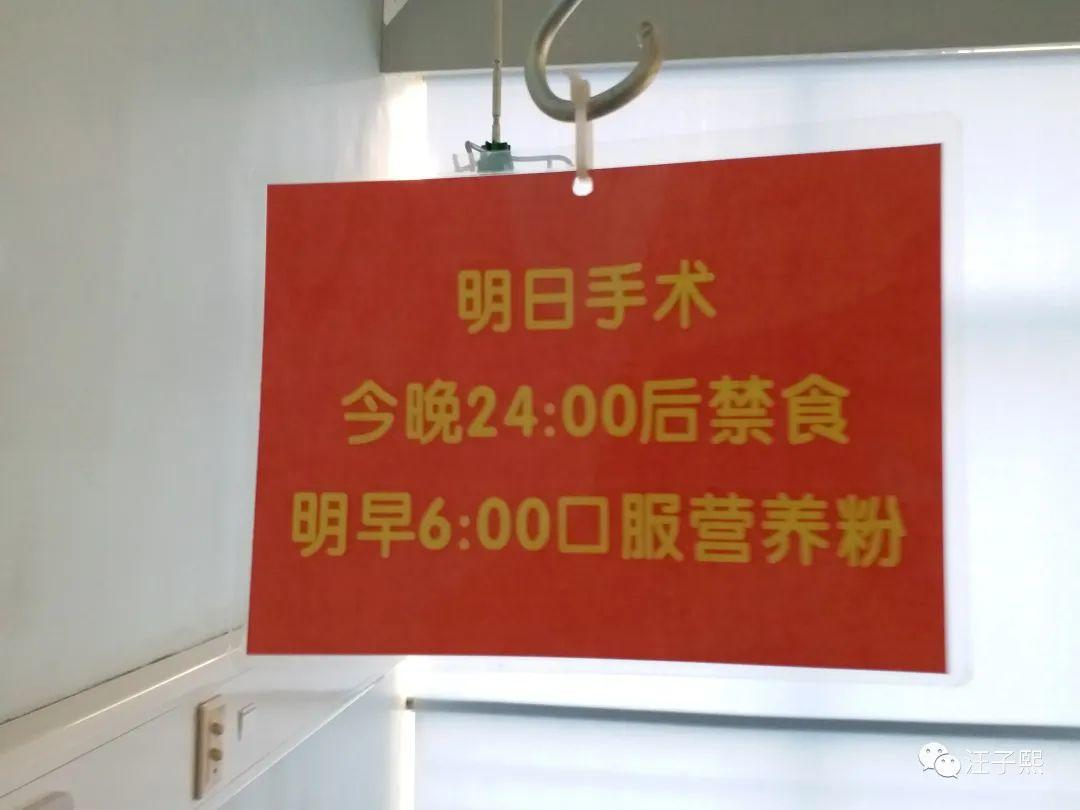 明日手术
今晚24:00后禁食
明早6:00口服营养粉
汪子熙